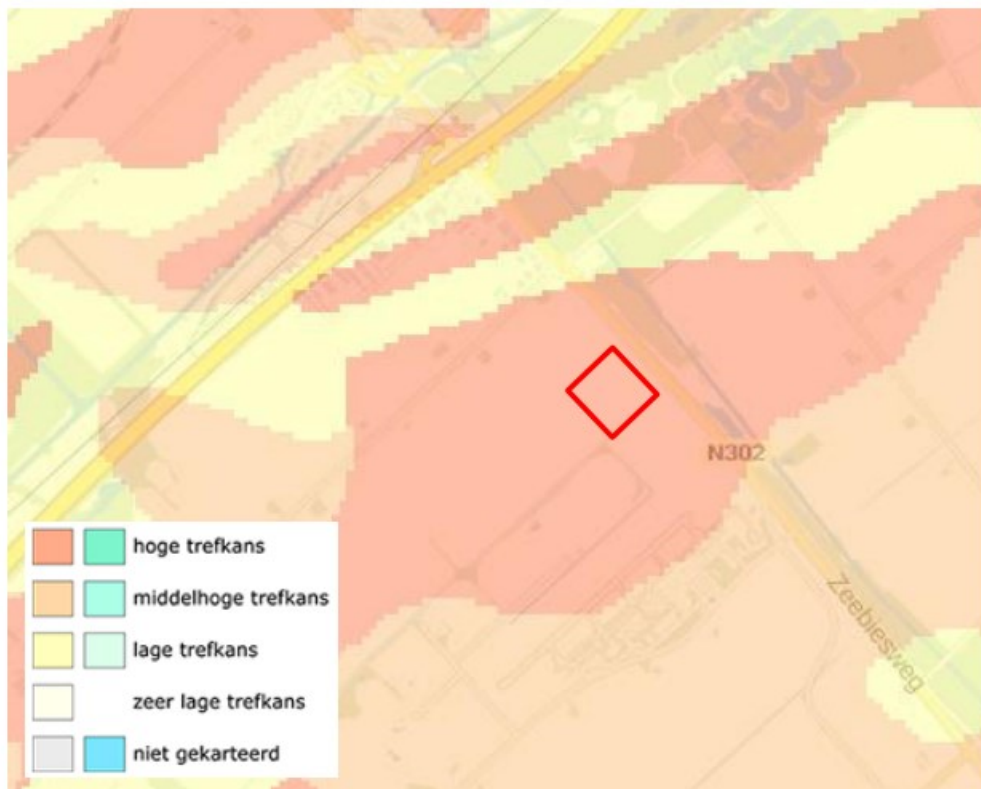 N302
Zeebiesweg
hoge trefkans
middelhoge trefkans
lage trefkans
zeer lage trefkans
niet gekarteerd